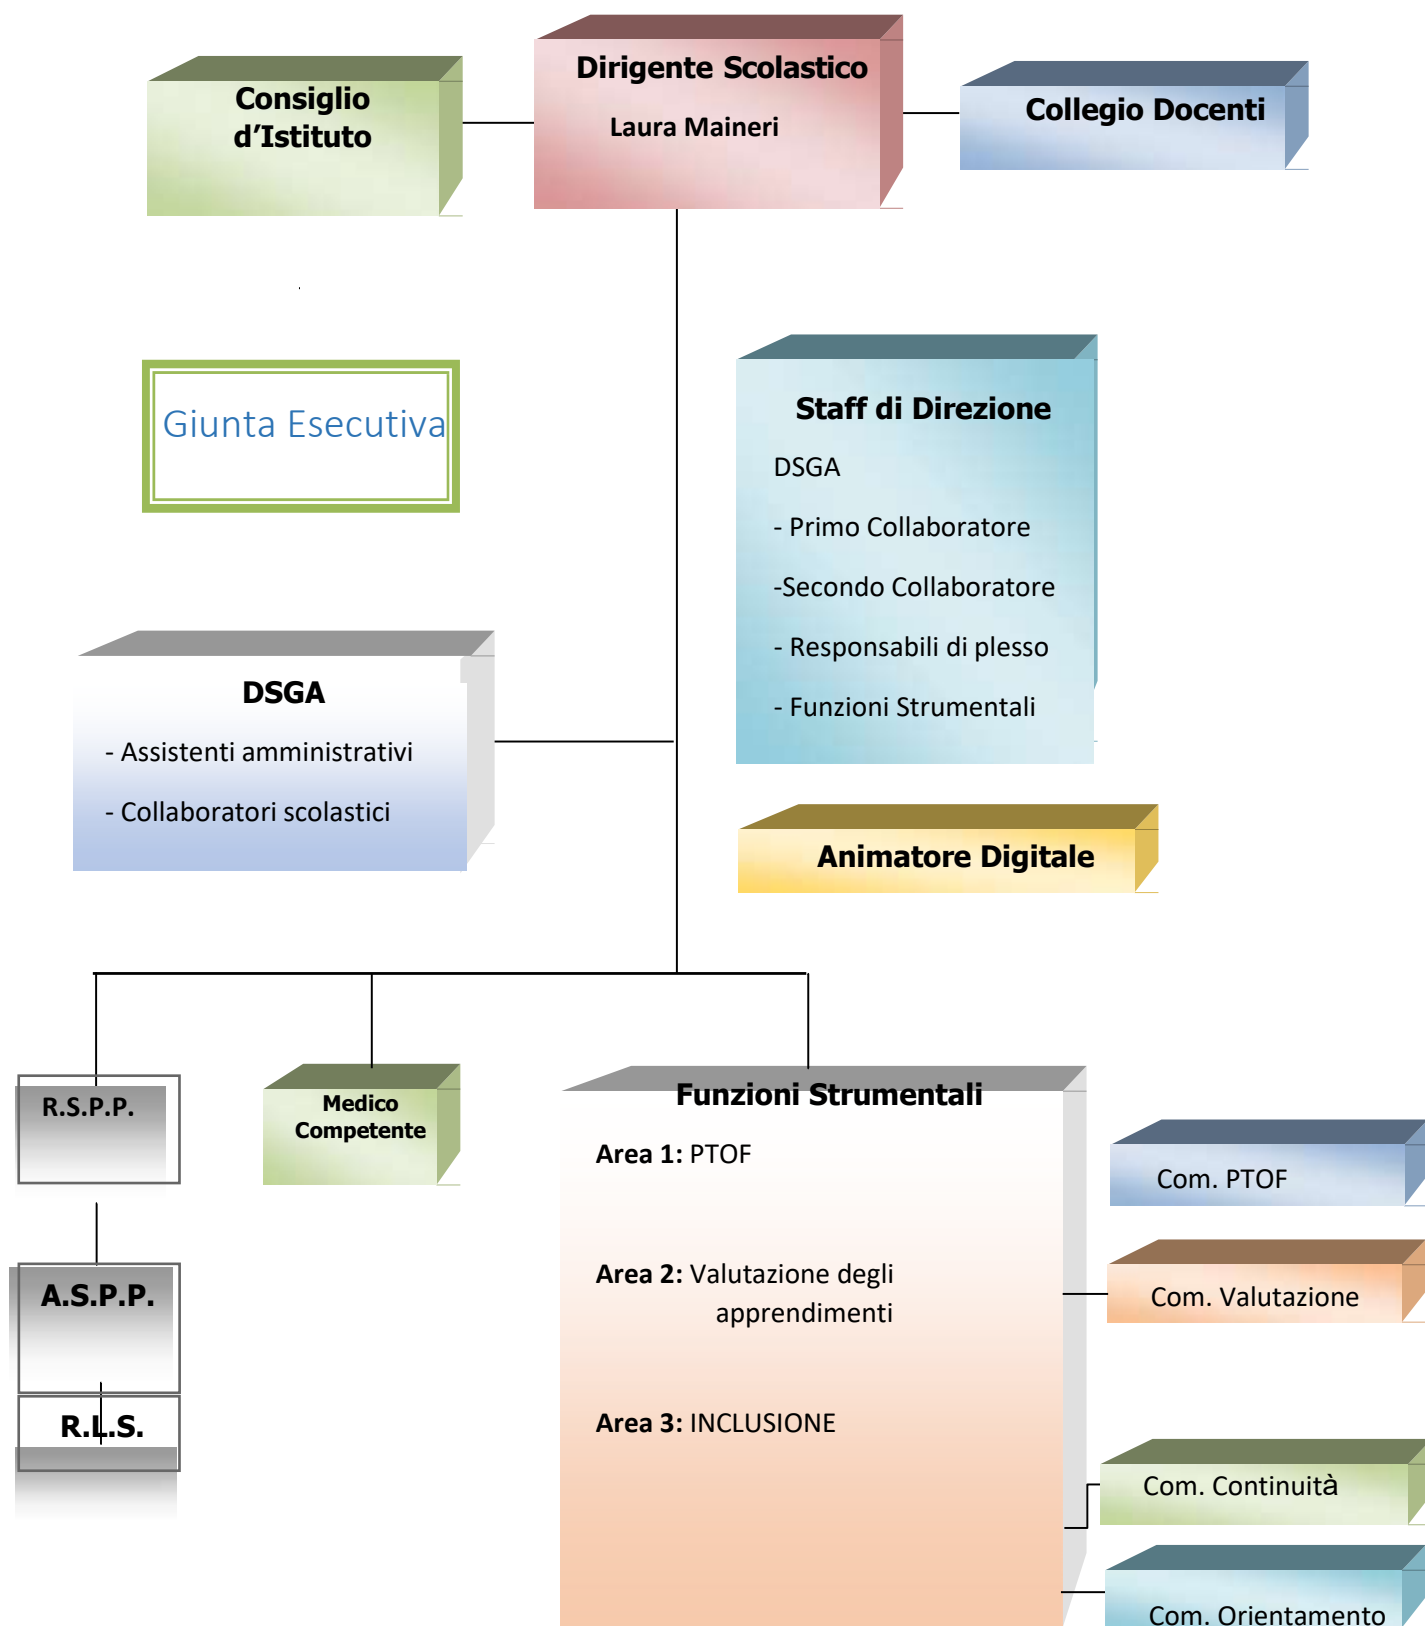 Consiglio
d’Istituto
Dirigente Scolastico
Laura Maineri
Collegio Docenti
Giunta Esecutiva
Staff di Direzione
DSGA
- Primo Collaboratore
-Secondo Collaboratore
- Responsabili di plesso
- Funzioni Strumentali
DSGA
- Assistenti amministrativi
- Collaboratori scolastici
Animatore Digitale
R.S.P.P.
A.S.P.P.
R.L.S.
Medico
Competente
Funzioni Strumentali
Area 1: PTOF
Area 2: Valutazione degli
apprendimenti
Area 3: INCLUSIONE
Com. PTOF
Com. Valutazione
Com. Continuità
Com. Orientamento